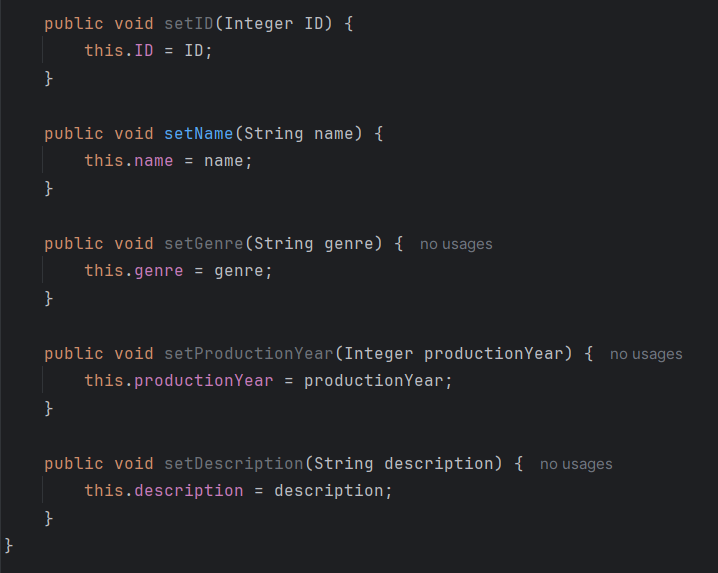 public void setID(Integer ID) {
    this.ID = ID;
}
public void setName(String name) {
    this.name = name;
}
public void setGenre(String genre) { no usages
    this.genre = genre;
}
public void setProductionYear(Integer productionYear) { no usages
    this.productionYear = productionYear;
}
public void setDescription(String description) { no usages
    this.description = description;
}
}